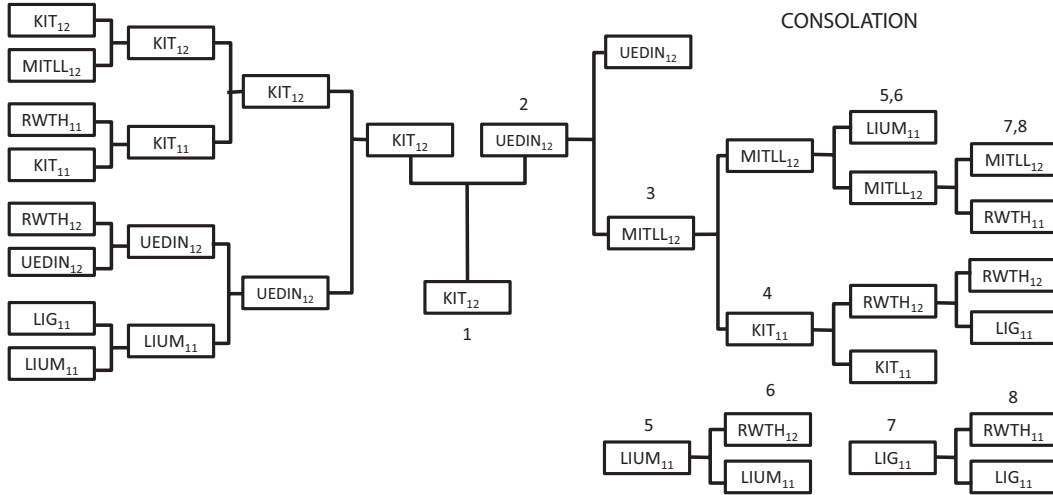 CONSOLATION
KIT12
MITLL12
RWTH11
KIT11
RWTH12
UEDIN12
LIG11
LIUM11
KIT12
KIT11
UEDIN12
LIUM11
KIT12
UEDIN12
KIT12
KIT12
1
2
UEDIN12
UEDIN12
3
MITLL12
MITLL12
4
KIT11
5,6
LIUM11
MITLL12
RWTH12
KIT11
7,8
MITLL12
RWTH11
RWTH12
LIG11
5
LIUM11
6
RWTH12
LIUM11
7
LIG11
8
RWTH11
LIG11